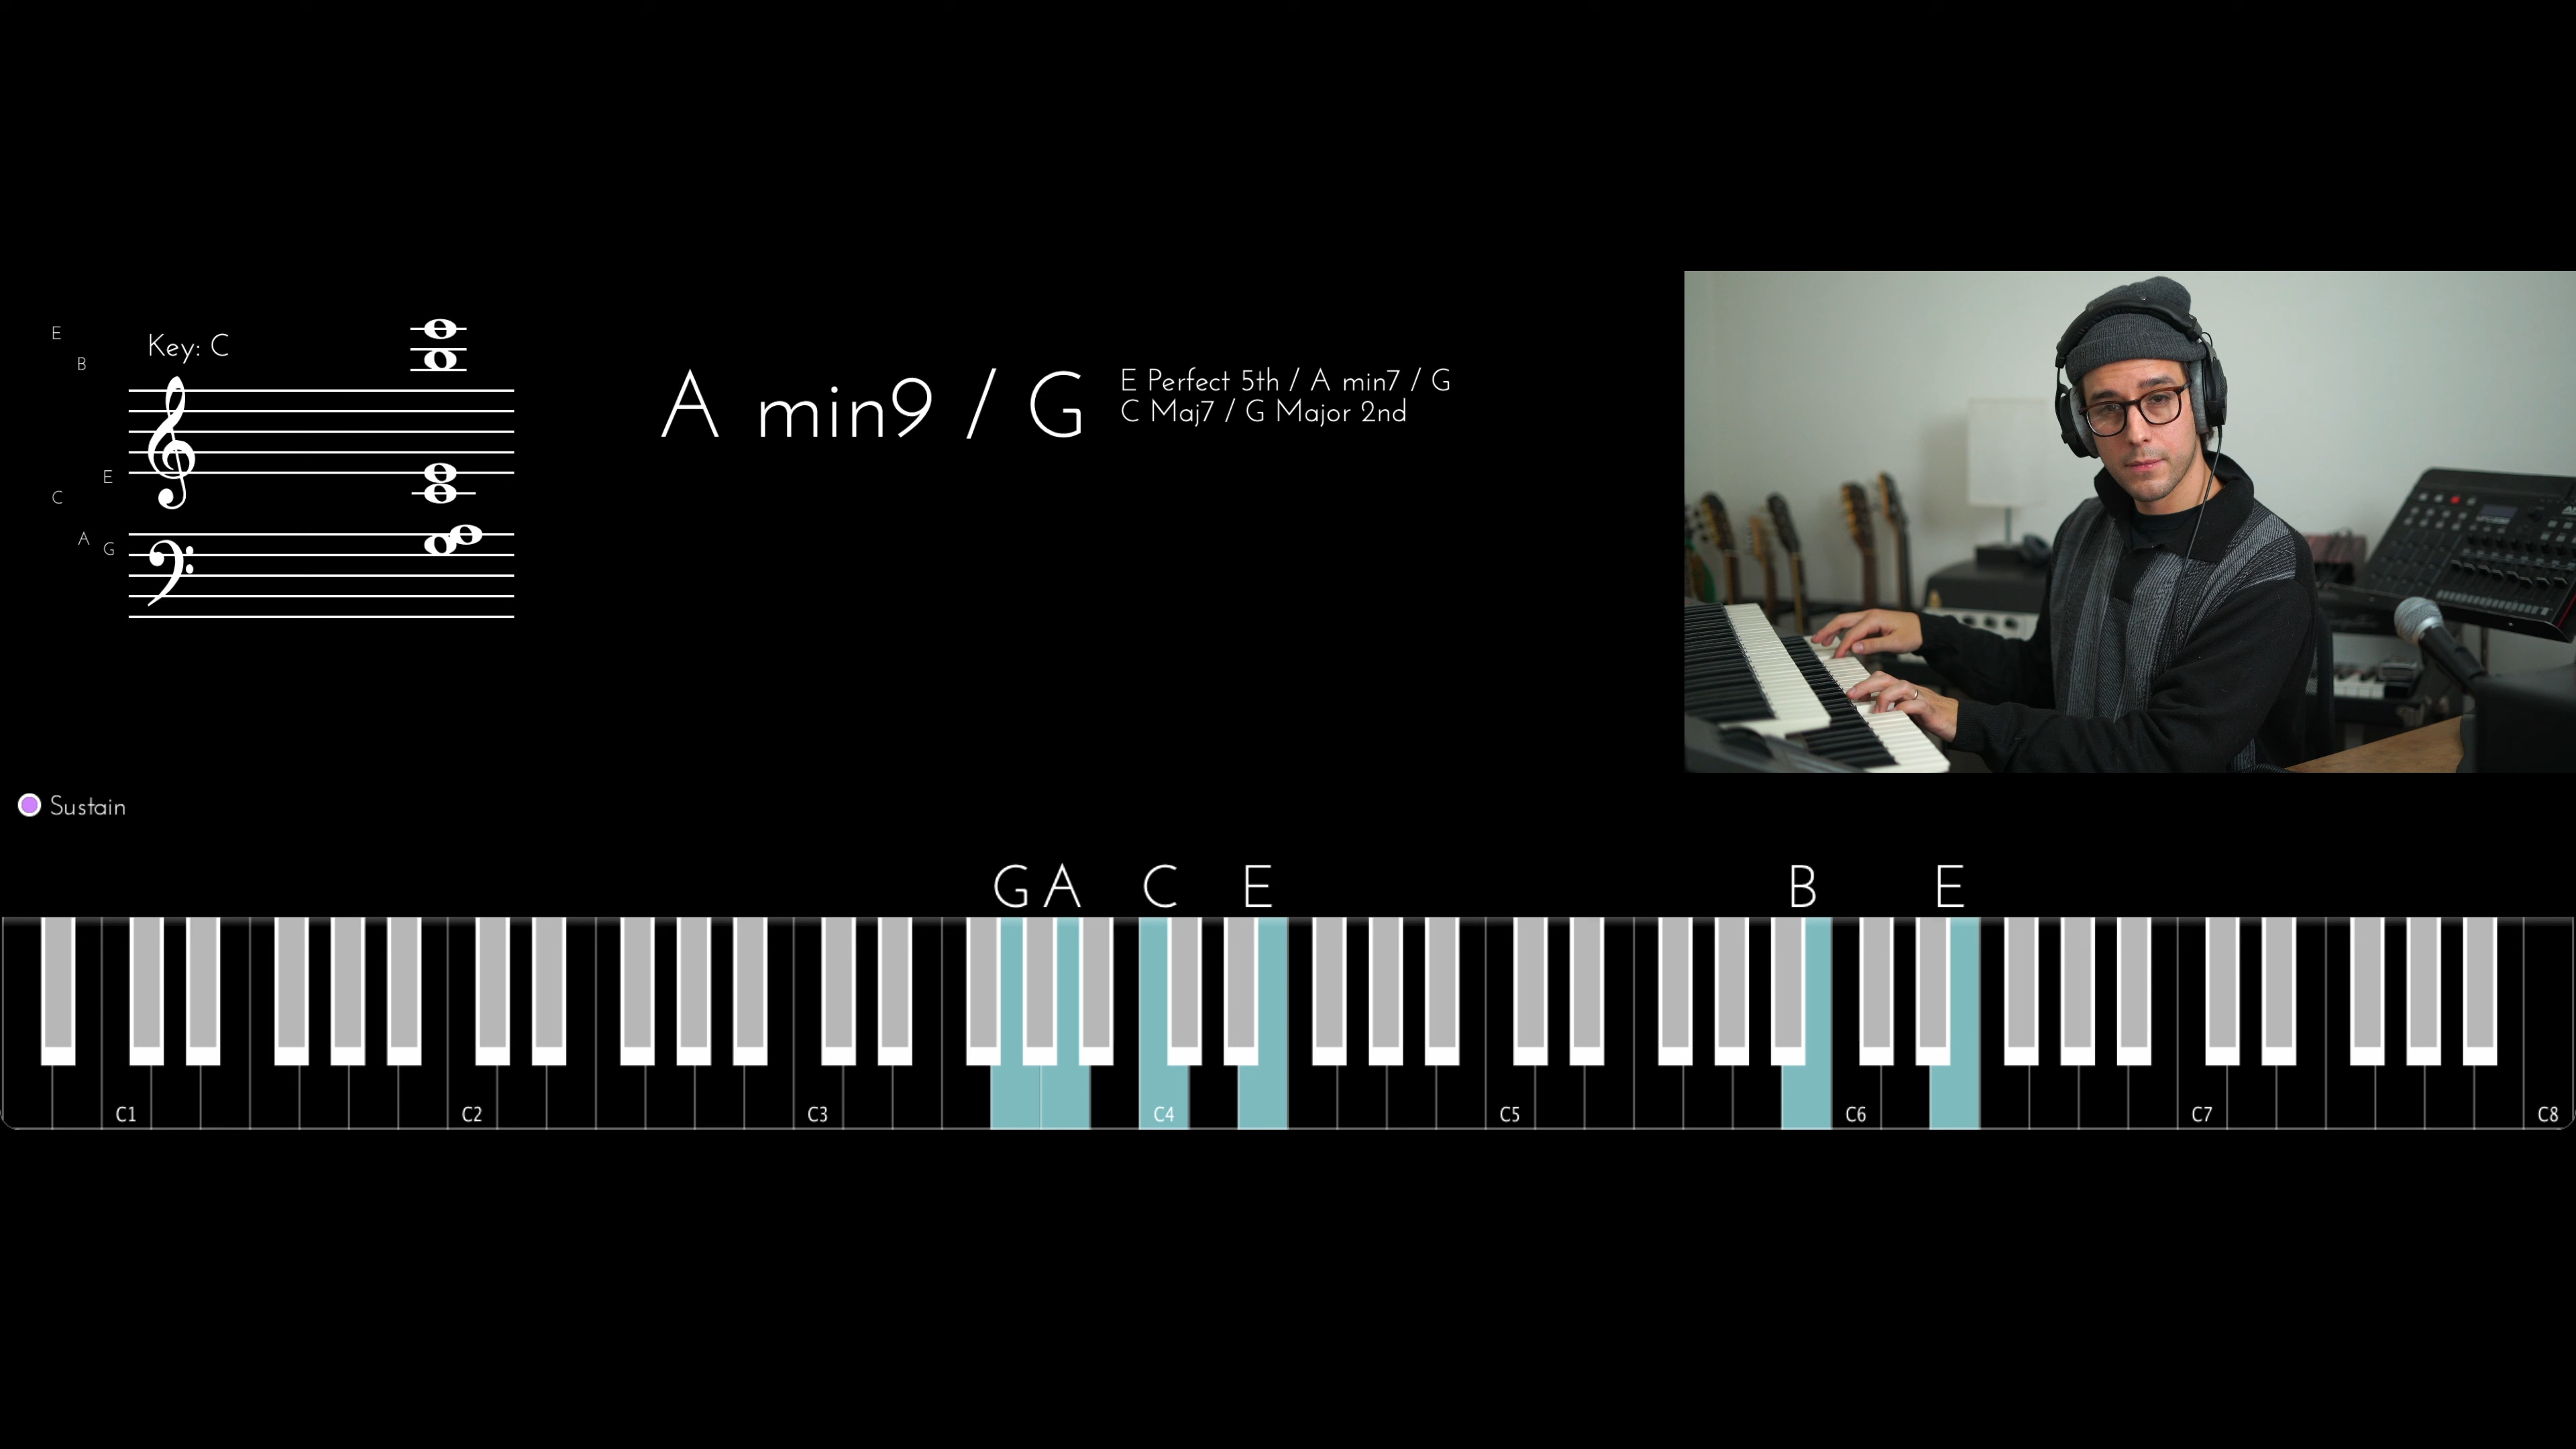 E
B
Key: C
A min9 / G
E Perfect 5th / A min7 / G
C Maj7 / G Major 2nd
E
C
A
G
Sustain
G A C E B E
C1 C2 C3 C4 C5 C6 C7 C8